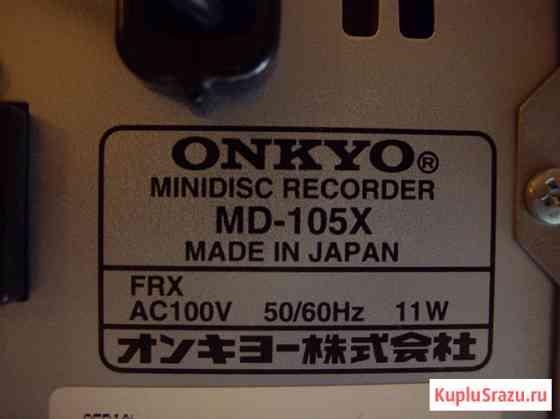 ONKYO®
MINIDISC RECORDER
MD-105X
MADE IN JAPAN
FRX
AC100V 50/60Hz 11W
オンキヨー株式会社
KupluSrazu.ru